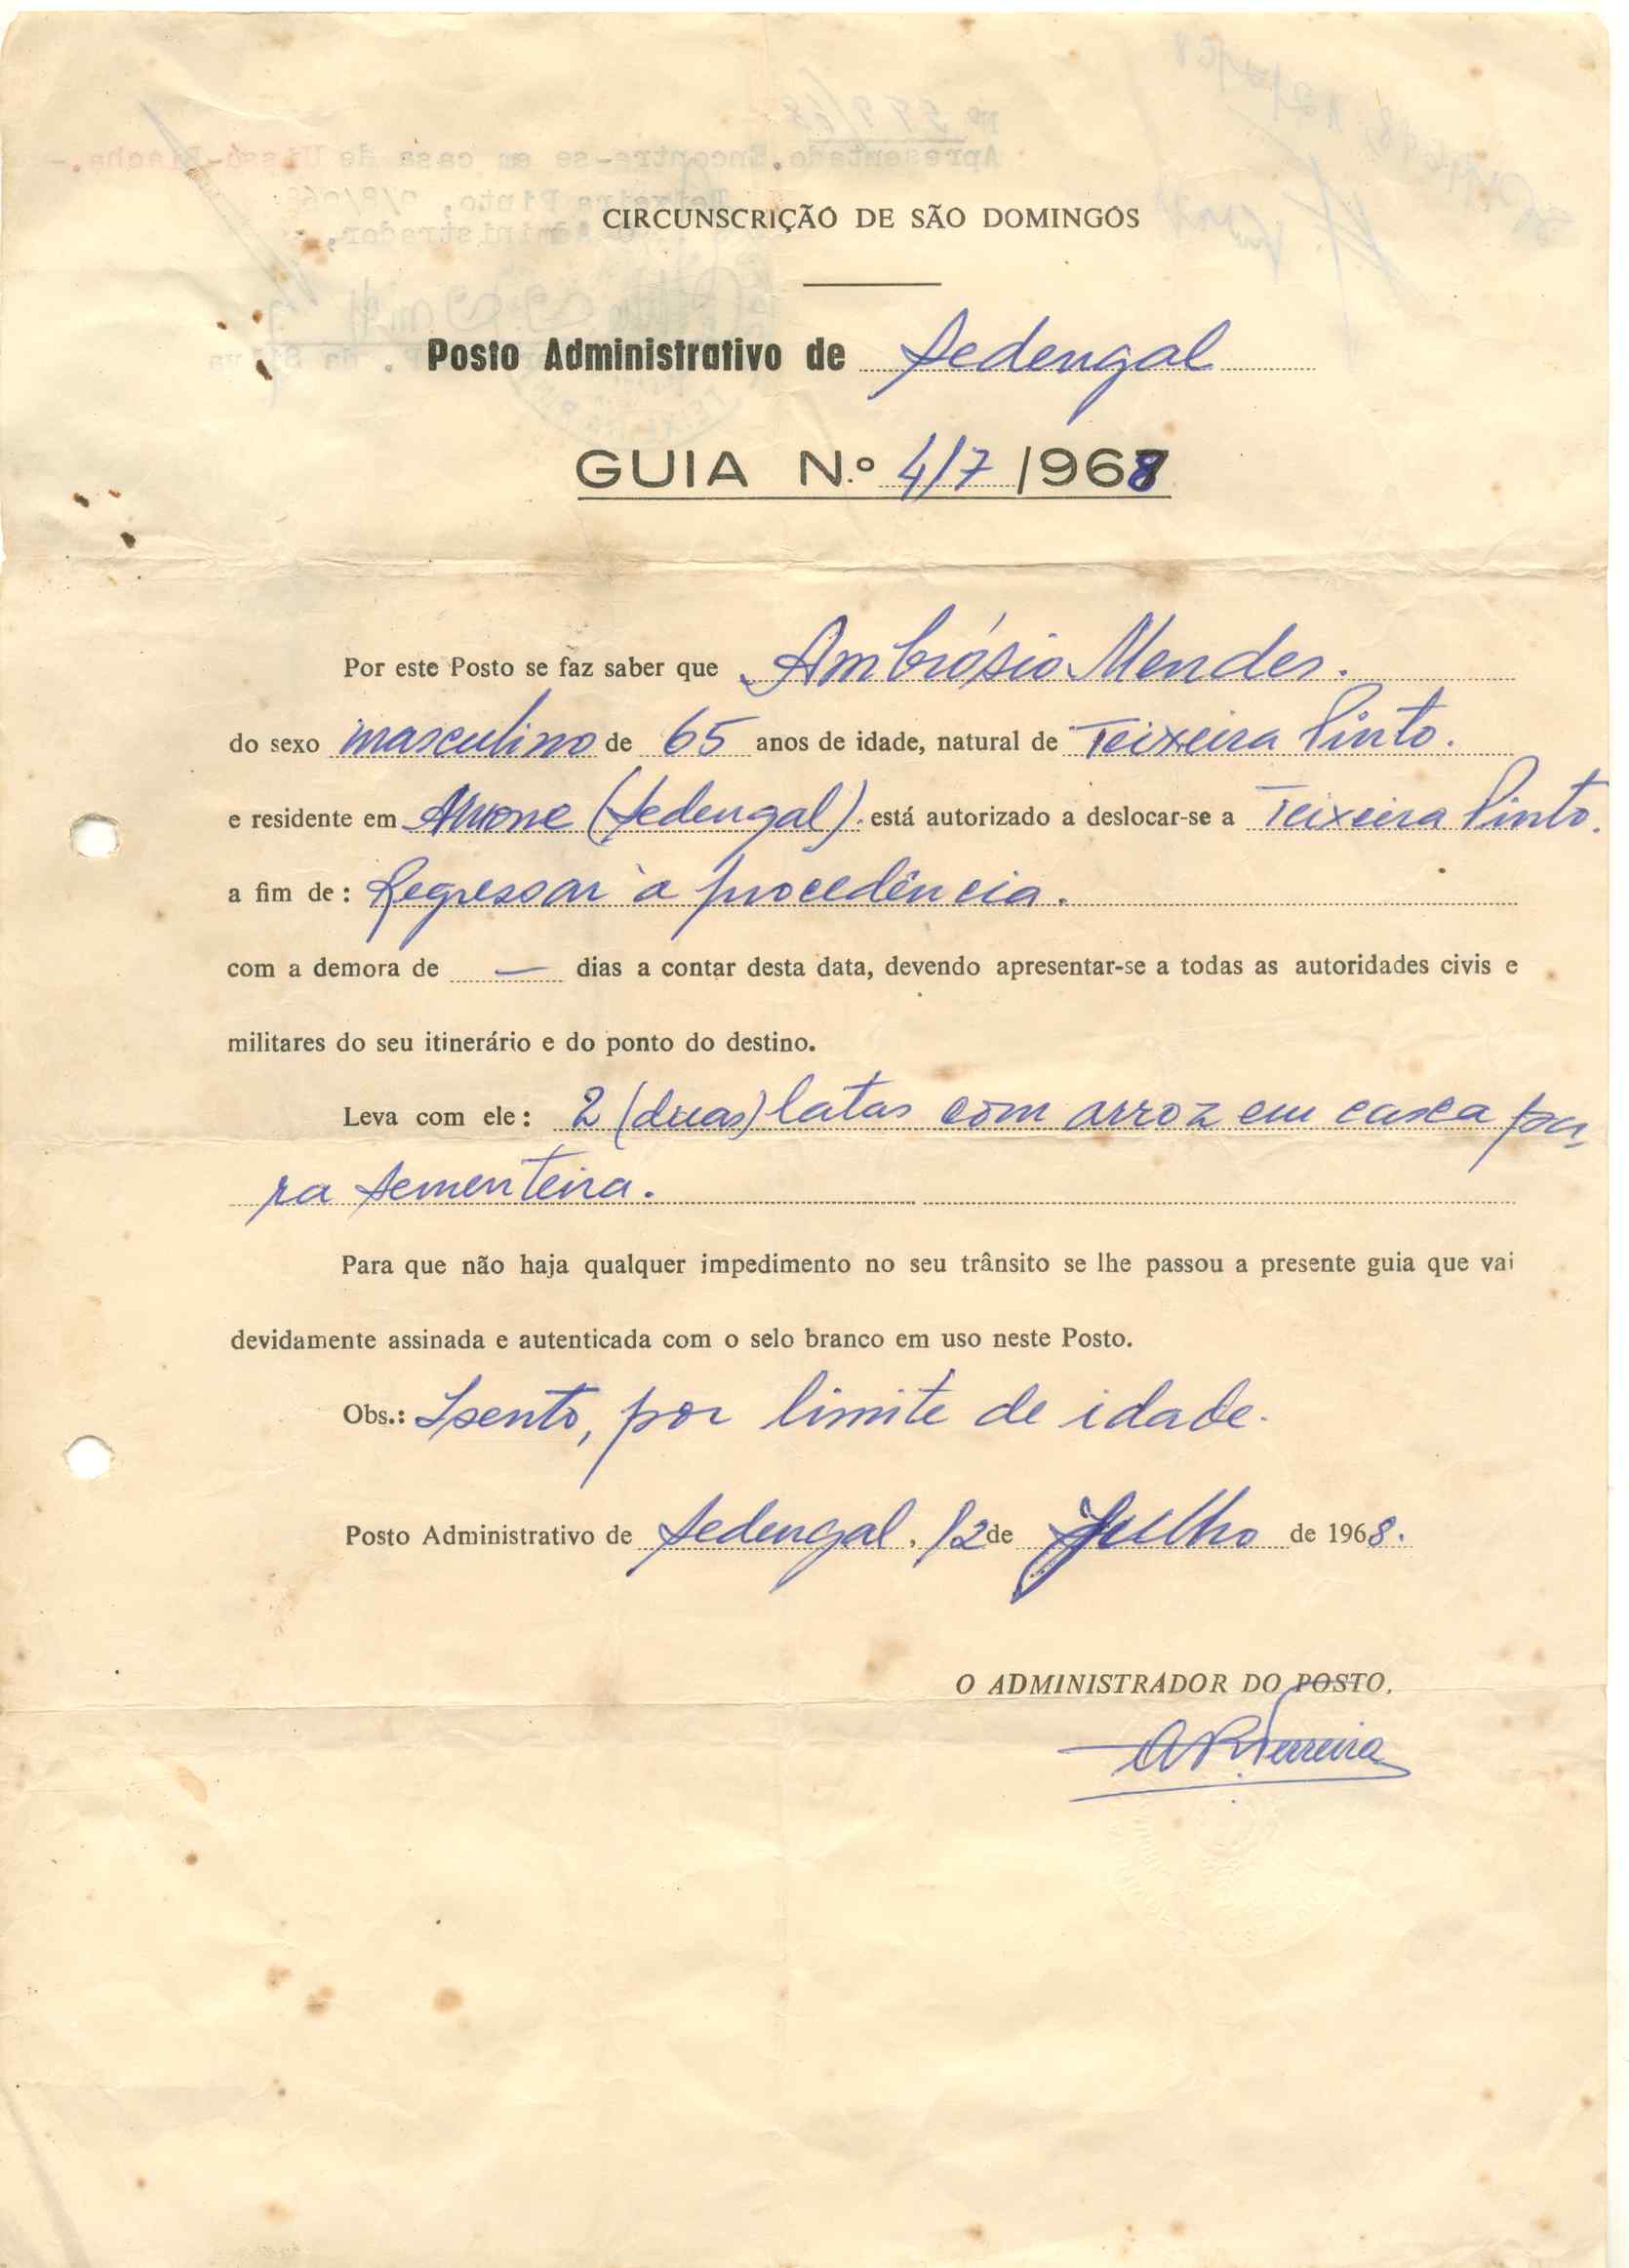 CIRCUNSCRIÇÃO DE SÃO DOMINGOS
Posto Administrativo de Sedengal
GUIA N.º 417 /1968
Por este Posto se faz saber que Ambrósio Mendes.
do sexo masculino de 65 anos de idade, natural de Teixeira Pinto.
e residente em (Sedengal). está autorizado a deslocar-se a Teixeira Pinto.
a fim de: Regressar à procedência.
com a demora de — dias a contar desta data, devendo apresentar-se a todas as autoridades civis e
militares do seu itinerário e do ponto do destino.
Leva com ele: 2 (duas) latas com arroz em casca pa-
ra sementeira.
Para que não haja qualquer impedimento no seu trânsito se lhe passou a presente guia que vai
devidamente assinada e autenticada com o selo branco em uso neste Posto.
Obs.: Isento, por limite de idade.
Posto Administrativo de Sedengal, 12 de Julho de 1968.
O ADMINISTRADOR DO POSTO,
A R Ferreira